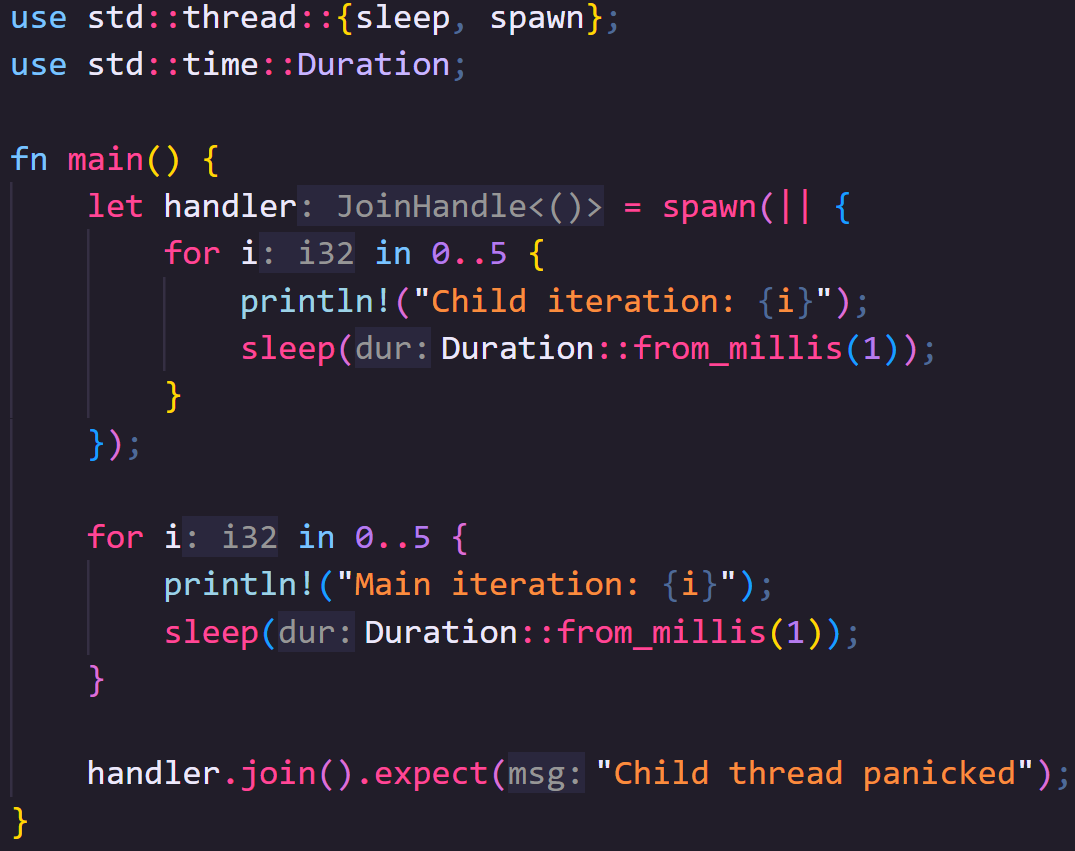 use std::thread::{sleep, spawn};
use std::time::Duration;
fn main() {
    let handler: JoinHandle<()> = spawn(|| {
        for i: i32 in 0..5 {
            println!("Child iteration: {i}");
            sleep(dur: Duration::from_millis(1));
        }
    });
    for i: i32 in 0..5 {
        println!("Main iteration: {i}");
        sleep(dur: Duration::from_millis(1));
    }
    handler.join().expect(msg: "Child thread panicked");
}